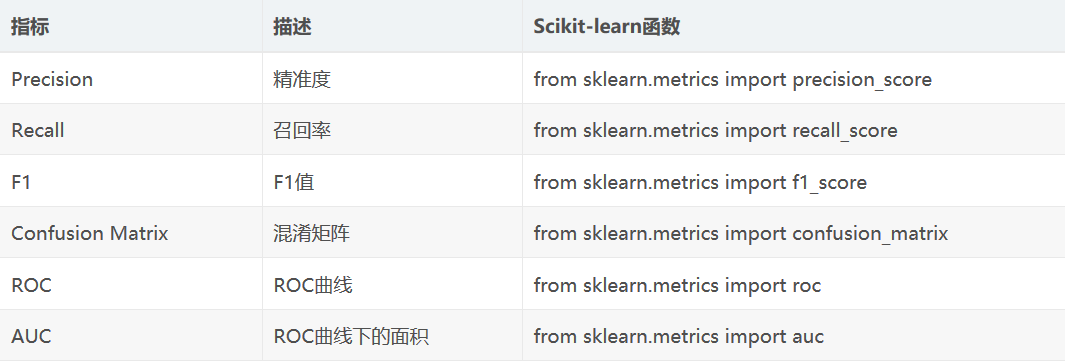 指标 描述 Scikit-learn函数
Precision 精准度 from sklearn.metrics import precision_score
Recall 召回率 from sklearn.metrics import recall_score
F1 F1值 from sklearn.metrics import f1_score
Confusion Matrix 混淆矩阵 from sklearn.metrics import confusion_matrix
ROC ROC曲线 from sklearn.metrics import roc
AUC ROC曲线下的面积 from sklearn.metrics import auc